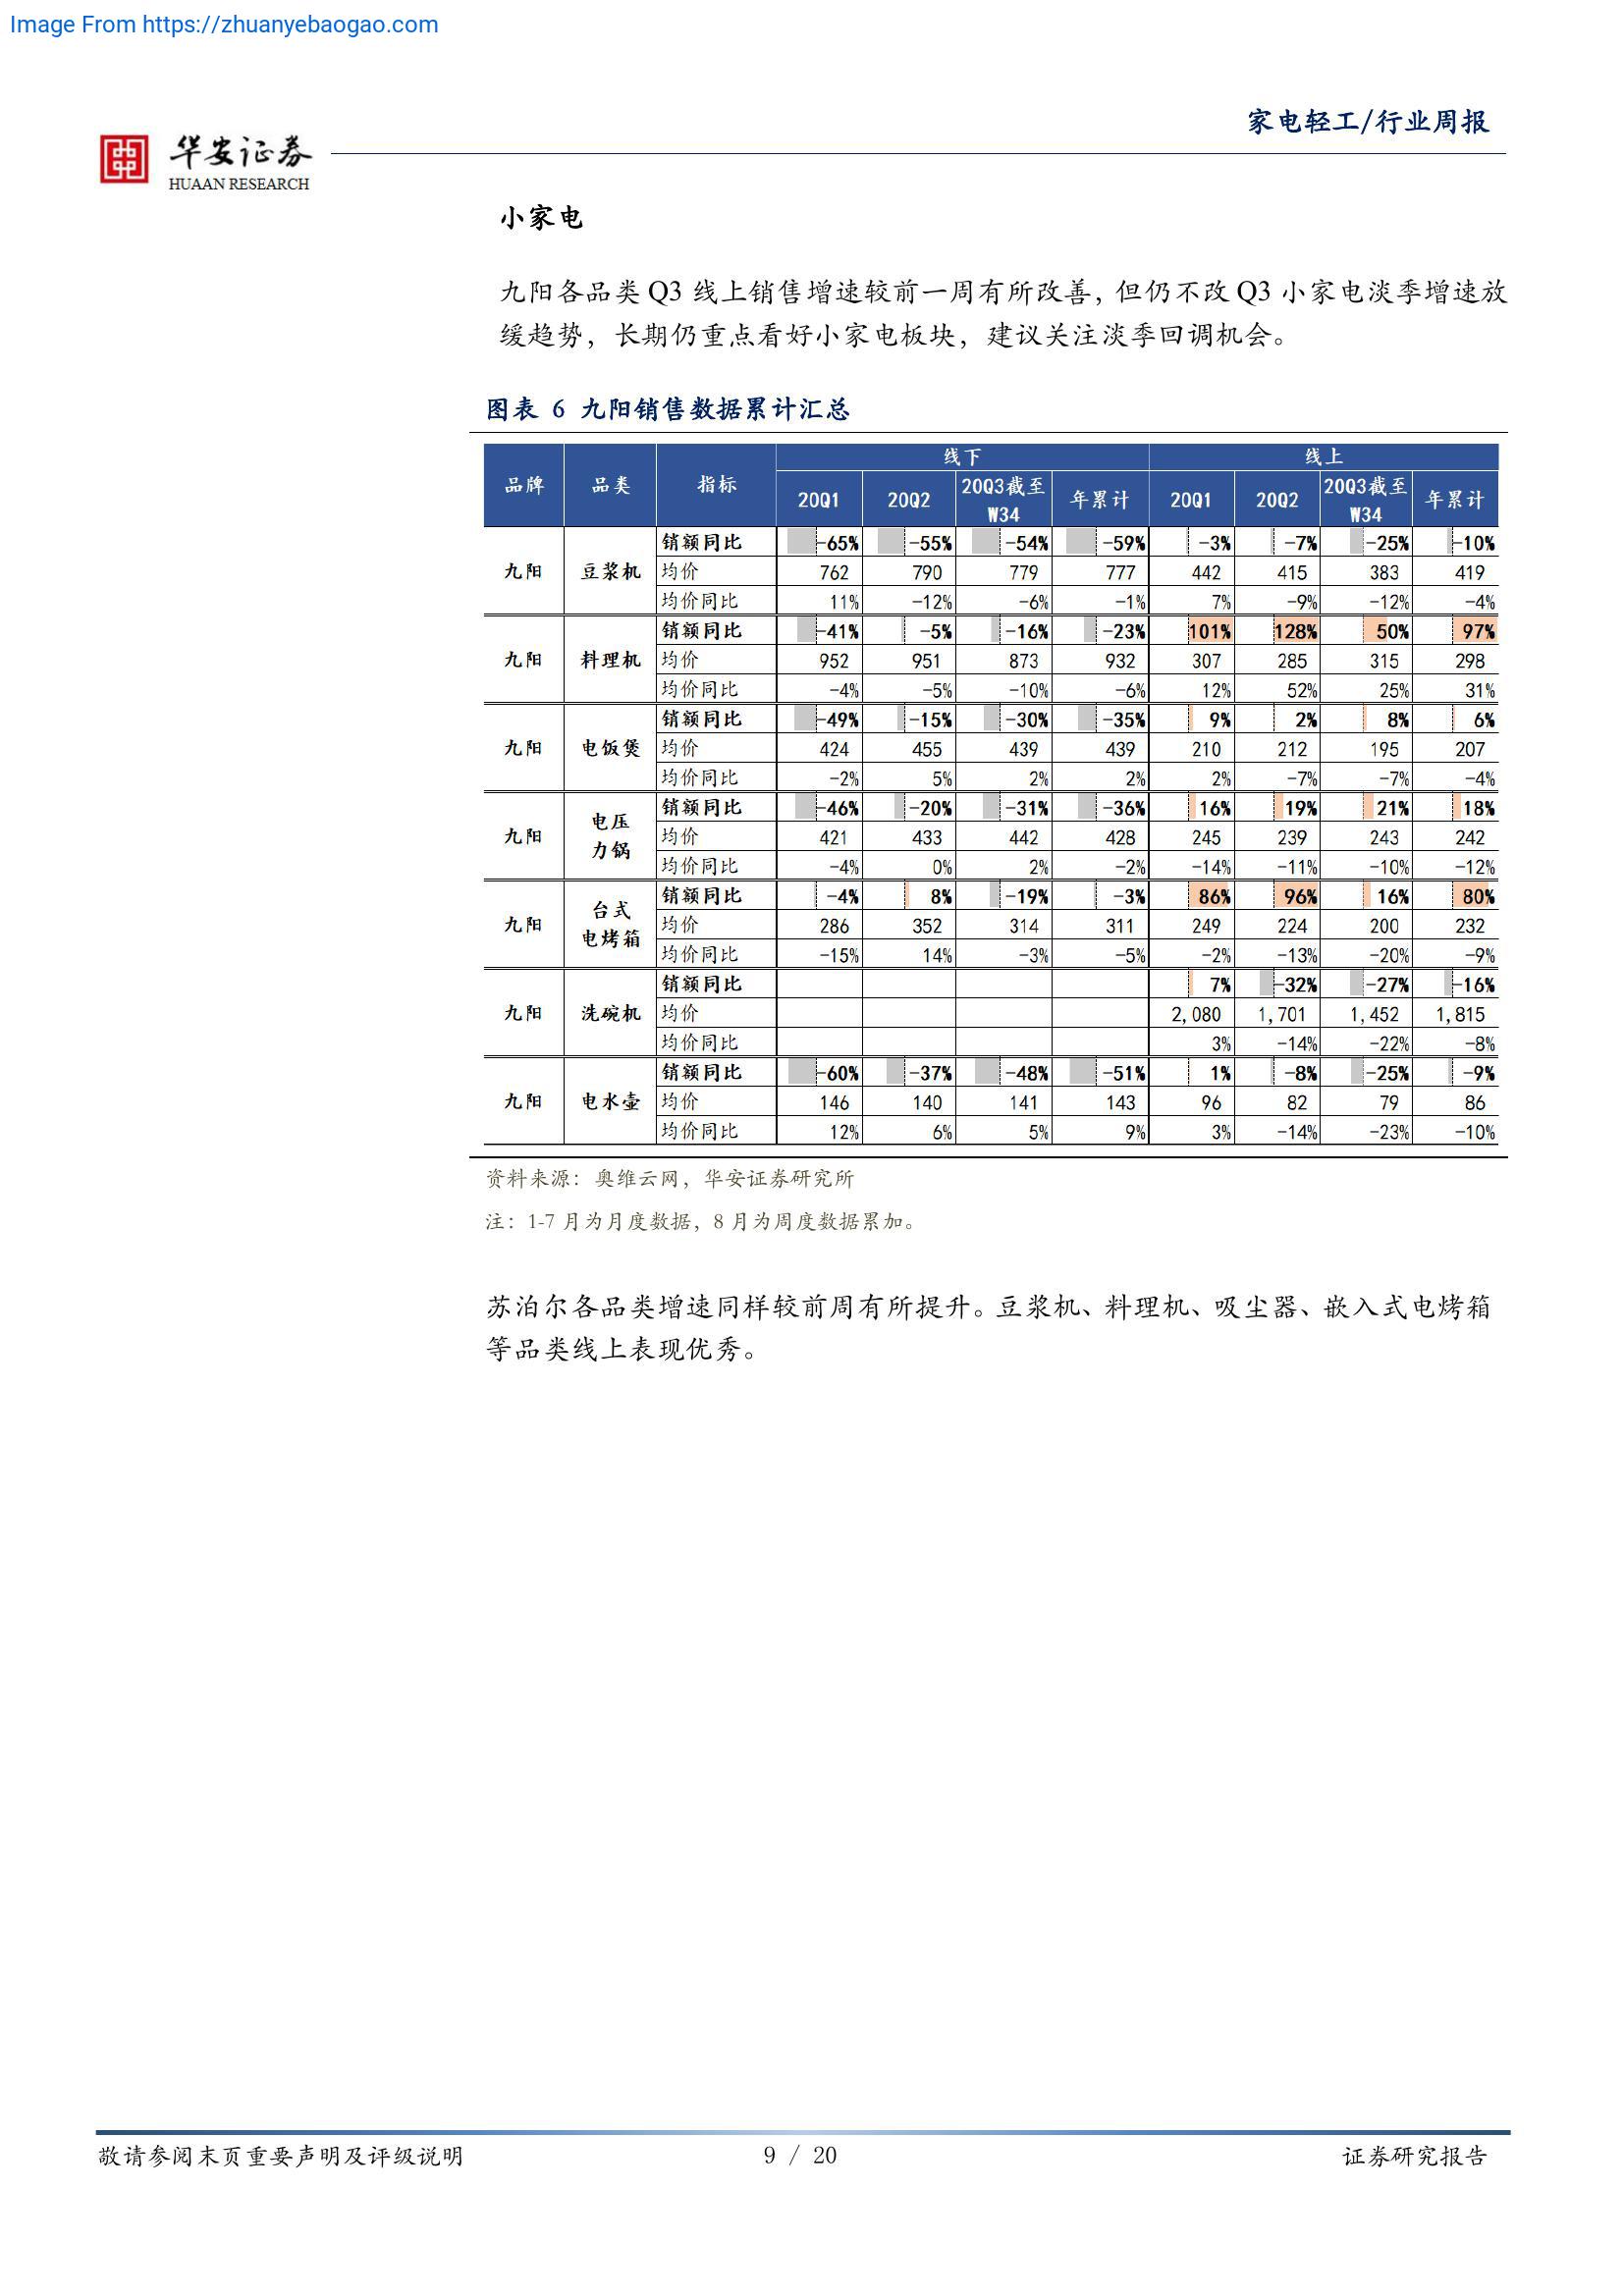 Image From https://zhuanyebaogao.com
家电轻工/行业周报
华安证券
HUAAN RESEARCH
小家电
九阳各品类 Q3 线上销售增速较前一周有所改善，但仍不改 Q3 小家电淡季增速放
缓趋势，长期仍重点看好小家电板块，建议关注淡季回调机会。
图表 6 九阳销售数据累计汇总
线下 线上
品牌 品类 指标 20Q1 20Q2 20Q3截至W34 年累计 20Q1 20Q2 20Q3截至W34 年累计
销额同比 -65% -55% -54% -59% -3% -7% -25% -10%
九阳 豆浆机 均价 762 790 779 777 442 415 383 419
均价同比 11% -12% -6% -1% 7% -9% -12% -4%
销额同比 -41% -5% -16% -23% 101% 128% 50% 97%
九阳 料理机 均价 952 951 873 932 307 285 315 298
均价同比 -4% -5% -10% -6% 12% 52% 25% 31%
销额同比 -49% -15% -30% -35% 9% 2% 8% 6%
九阳 电饭煲 均价 424 455 439 439 210 212 195 207
均价同比 -2% 5% 2% 2% 2% -7% -7% -4%
销额同比 -46% -20% -31% -36% 16% 19% 21% 18%
九阳 电压力锅 均价 421 433 442 428 245 239 243 242
均价同比 -4% 0% 2% -2% -14% -11% -10% -12%
销额同比 -4% 8% -19% -3% 86% 96% 16% 80%
九阳 台式电烤箱 均价 286 352 314 311 249 224 200 232
均价同比 -15% 14% -3% -5% -2% -13% -20% -9%
销额同比 7% -32% -27% -16%
九阳 洗碗机 均价 2,080 1,701 1,452 1,815
均价同比 3% -14% -22% -8%
销额同比 -60% -37% -48% -51% 1% -8% -25% -9%
九阳 电水壶 均价 146 140 141 143 96 82 79 86
均价同比 12% 6% 5% 9% 3% -14% -23% -10%
资料来源：奥维云网，华安证券研究所
注：1-7 月为月度数据，8 月为周度数据累加。
苏泊尔各品类增速同样较前周有所提升。豆浆机、料理机、吸尘器、嵌入式电烤箱
等品类线上表现优秀。
敬请参阅末页重要声明及评级说明 9 / 20 证券研究报告